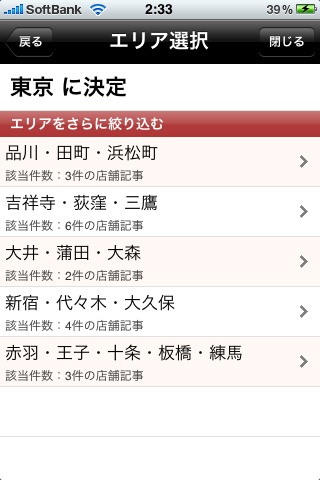 SoftBank 2:33 39%
戻る エリア選択 閉じる
東京 に決定
エリアをさらに絞り込む
品川・田町・浜松町
該当件数：3件の店舗記事
吉祥寺・荻窪・三鷹
該当件数：6件の店舗記事
大井・蒲田・大森
該当件数：2件の店舗記事
新宿・代々木・大久保
該当件数：4件の店舗記事
赤羽・王子・十条・板橋・練馬
該当件数：3件の店舗記事